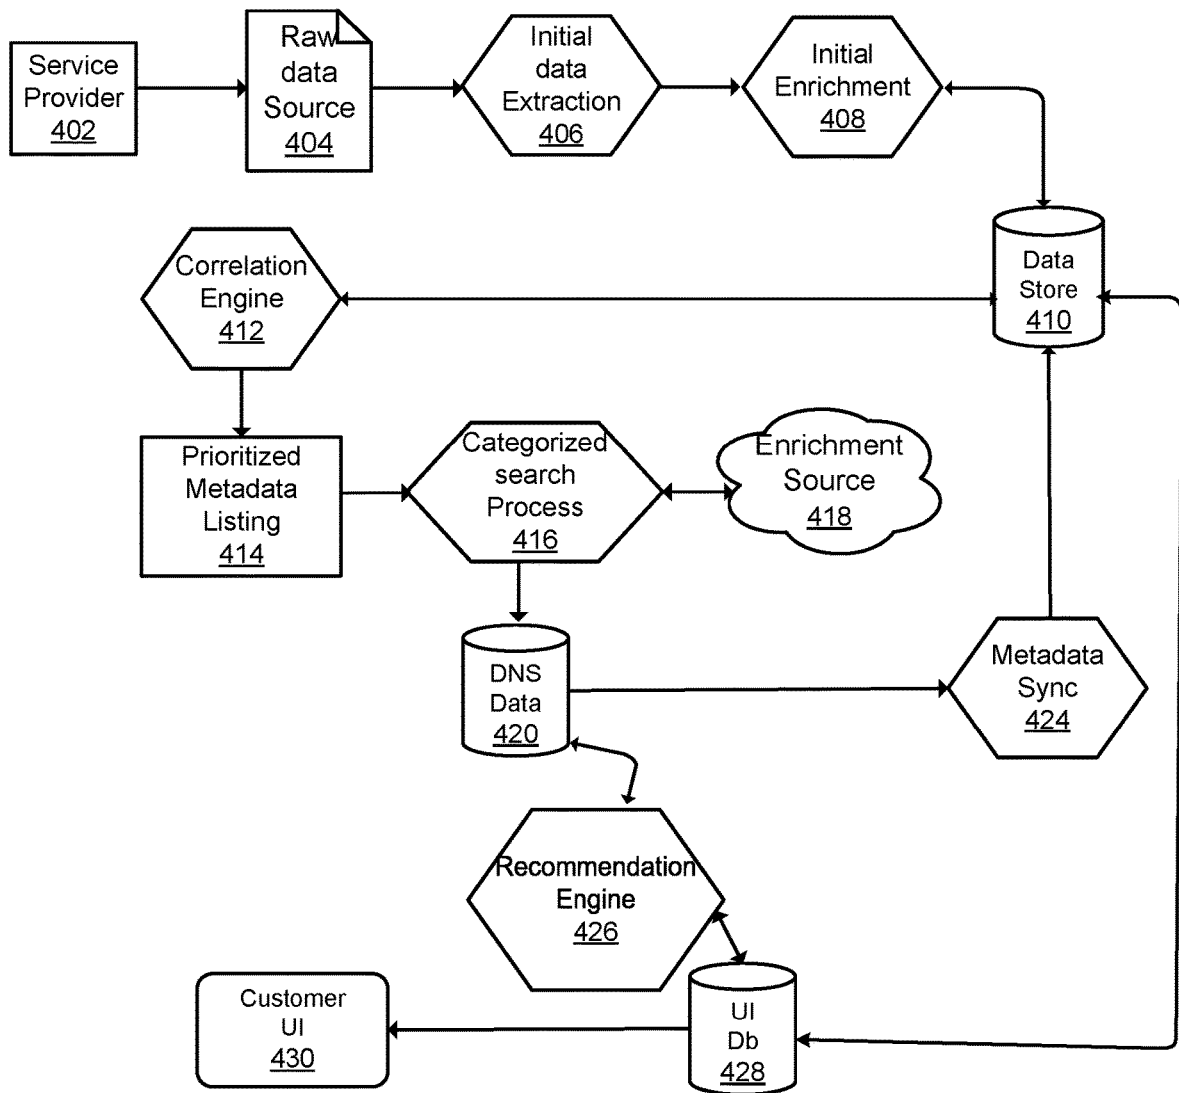 Service
Provider
402
Raw
data
Source
404
Initial
data
Extraction
406
Initial
Enrichment
408
Data
Store
410
Correlation
Engine
412
Prioritized
Metadata
Listing
414
Categorized
search
Process
416
Enrichment
Source
418
DNS
Data
420
Metadata
Sync
424
Recommendation
Engine
426
UI
Db
428
Customer
UI
430